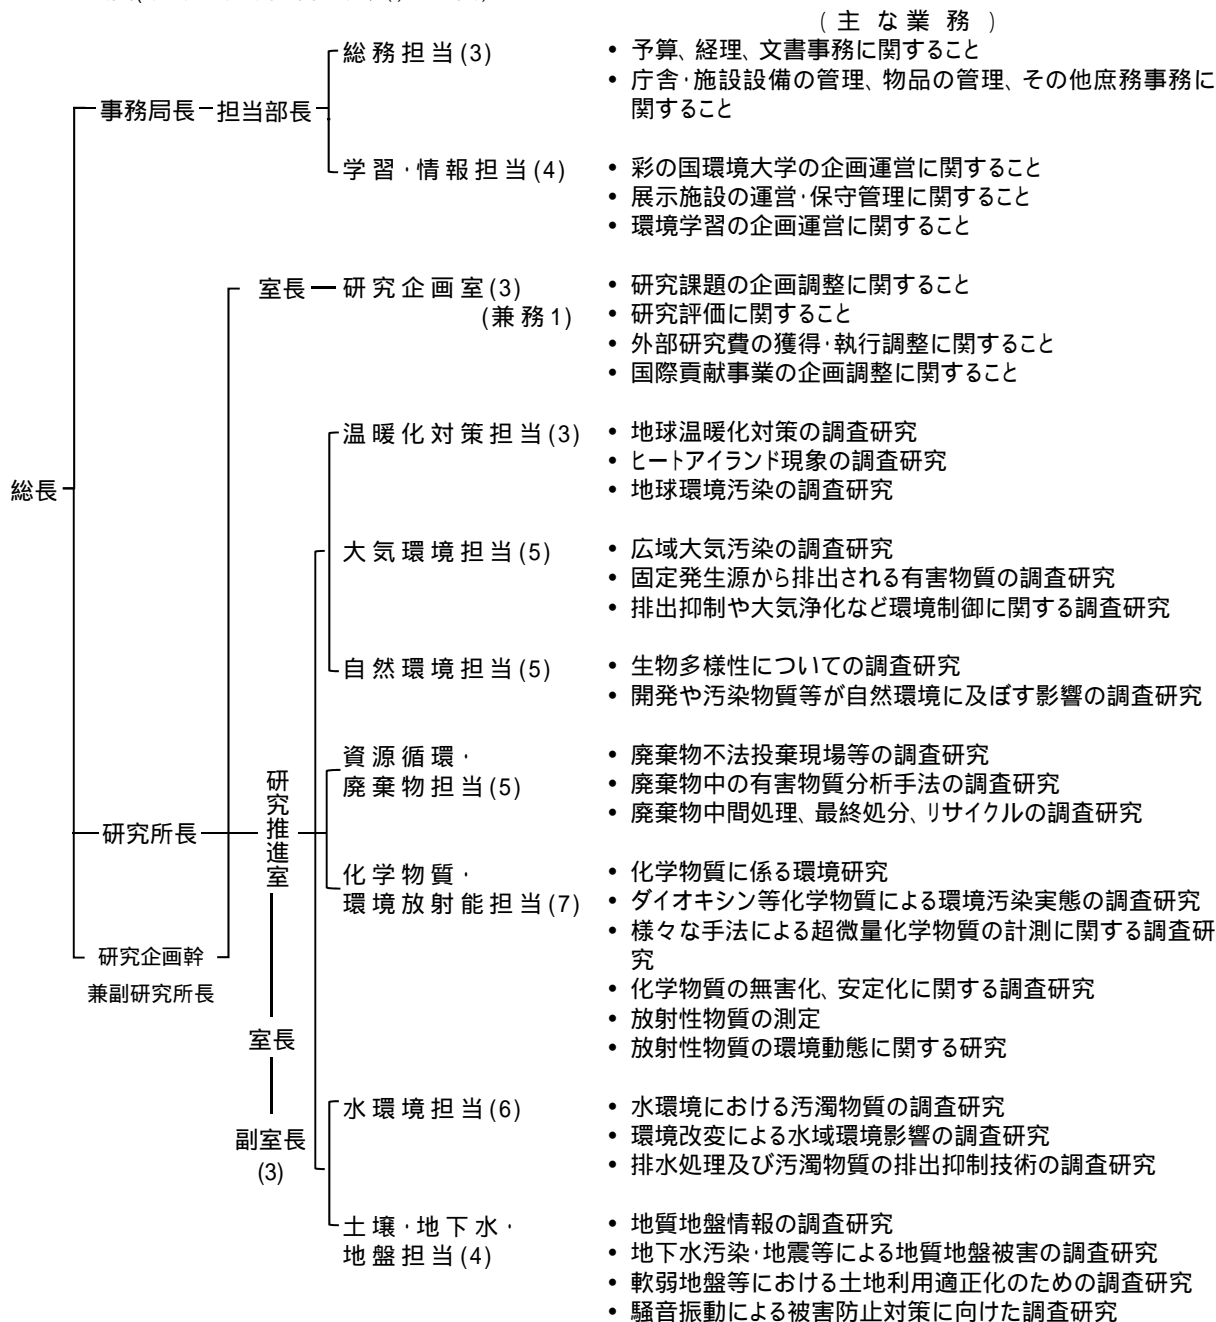 (主な業務)
総務担当(3)
• 予算、経理、文書事務に関すること
• 庁舎·施設設備の管理、物品の管理、その他庶務事務に
関すること
事務局長
担当部長
学習·情報担当(4)
• 彩の国環境大学の企画運営に関すること
• 展示施設の運営·保守管理に関すること
• 環境学習の企画運営に関すること
室長
研究企画室(3)
(兼務1)
• 研究課題の企画調整に関すること
• 研究評価に関すること
• 外部研究費の獲得·執行調整に関すること
• 国際貢献事業の企画調整に関すること
温暖化対策担当(3)
• 地球温暖化対策の調査研究
• ヒートアイランド現象の調査研究
• 地球環境汚染の調査研究
総長
大気環境担当(5)
• 広域大気汚染の調査研究
• 固定発生源から排出される有害物質の調査研究
• 排出抑制や大気浄化など環境制御に関する調査研究
自然環境担当(5)
• 生物多様性についての調査研究
• 開発や汚染物質等が自然環境に及ぼす影響の調査研究
資源循環·
廃棄物担当(5)
• 廃棄物不法投棄現場等の調査研究
• 廃棄物中の有害物質分析手法の調査研究
• 廃棄物中間処理、最終処分、リサイクルの調査研究
研究所長
研究推進室
化学物質·
環境放射能担当(7)
• 化学物質に係る環境研究
• ダイオキシン等化学物質による環境汚染実態の調査研究
• 様々な手法による超微量化学物質の計測に関する調査研
究
• 化学物質の無害化、安定化に関する調査研究
• 放射性物質の測定
• 放射性物質の環境動態に関する研究
研究企画幹
兼副研究所長
室長
副室長
(3)
水環境担当(6)
• 水環境における汚濁物質の調査研究
• 環境改変による水域環境影響の調査研究
• 排水処理及び汚濁物質の排出抑制技術の調査研究
土壌·地下水·
地盤担当(4)
• 地質地盤情報の調査研究
• 地下水汚染·地震等による地質地盤被害の調査研究
• 軟弱地盤等における土地利用適正化のための調査研究
• 騒音振動による被害防止対策に向けた調査研究